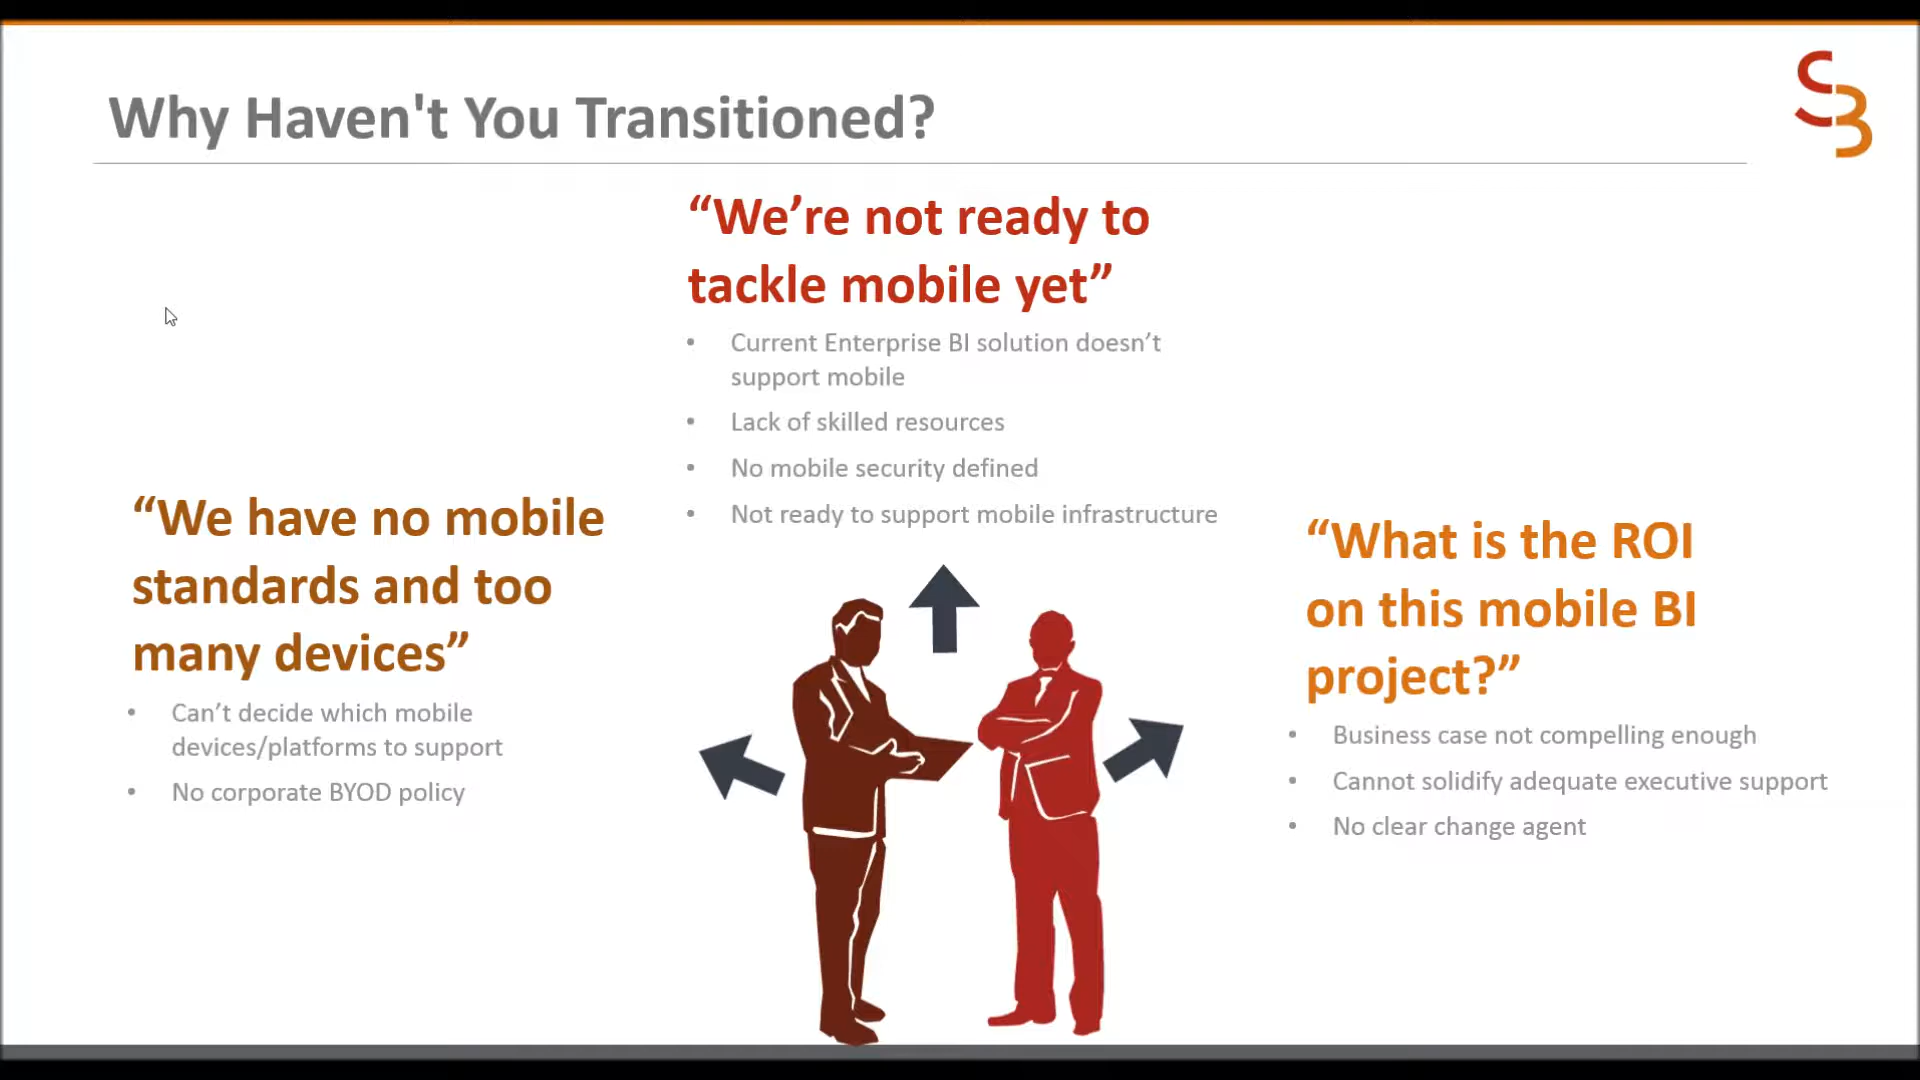 Why Haven't You Transitioned?
SB
“We’re not ready to
tackle mobile yet”
• Current Enterprise BI solution doesn’t
support mobile
• Lack of skilled resources
• No mobile security defined
• Not ready to support mobile infrastructure
“We have no mobile
standards and too
many devices”
• Can’t decide which mobile
devices/platforms to support
• No corporate BYOD policy
“What is the ROI
on this mobile BI
project?”
• Business case not compelling enough
• Cannot solidify adequate executive support
• No clear change agent